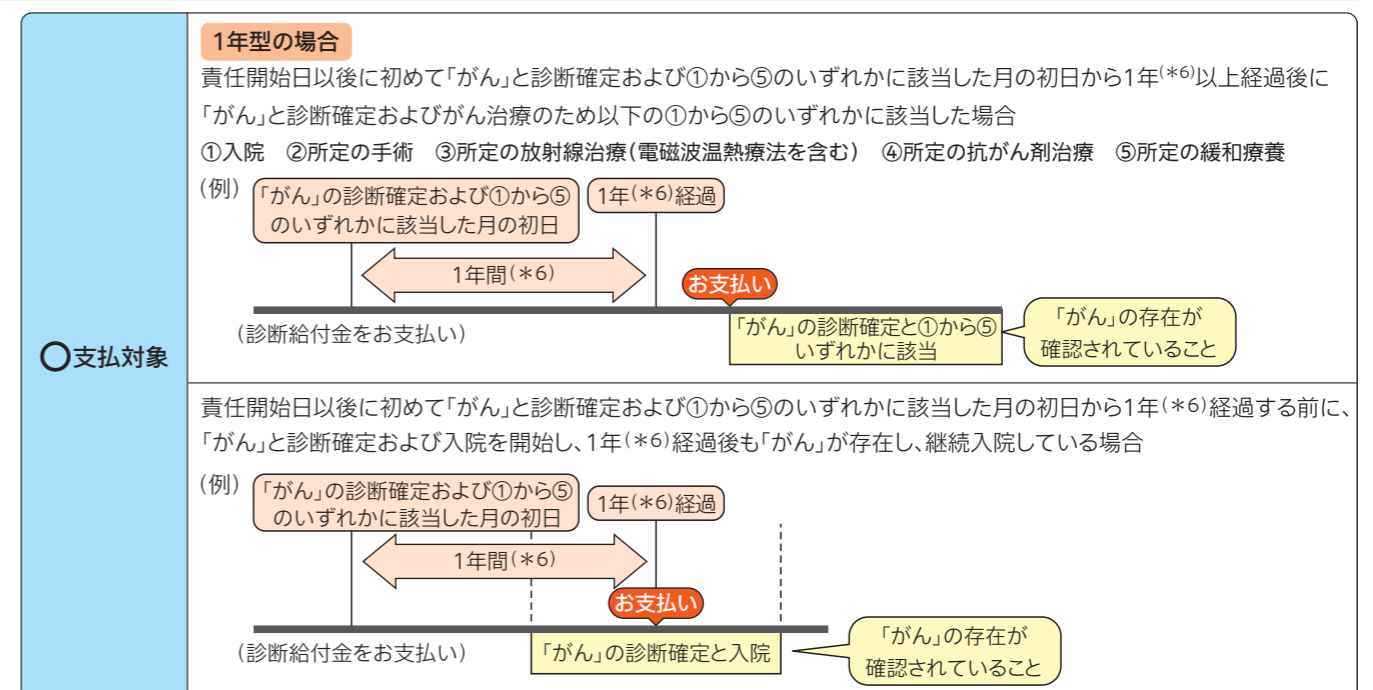 1年型の場合
責任開始日以後に初めて「がん」と診断確定および①から⑤のいずれかに該当した月の初日から1年(*6)以上経過後に
「がん」と診断確定およびがん治療のため以下の①から⑤のいずれかに該当した場合
①入院 ②所定の手術 ③所定の放射線治療(電磁波温熱療法を含む) ④所定の抗がん剤治療 ⑤所定の緩和療養
(例)
「がん」の診断確定および①から⑤
のいずれかに該当した月の初日
1年(*6)経過
1年間(*6)
お支払い
(診断給付金をお支払い)
「がん」の診断確定と①から⑤
いずれかに該当
「がん」の存在が
確認されていること
○支払対象
責任開始日以後に初めて「がん」と診断確定および①から⑤のいずれかに該当した月の初日から1年(*6)経過する前に、
「がん」と診断確定および入院を開始し、1年(*6)経過後も「がん」が存在し、継続入院している場合
(例)
「がん」の診断確定および①から⑤
のいずれかに該当した月の初日
1年(*6)経過
1年間(*6)
お支払い
(診断給付金をお支払い)
「がん」の診断確定と入院
「がん」の存在が
確認されていること